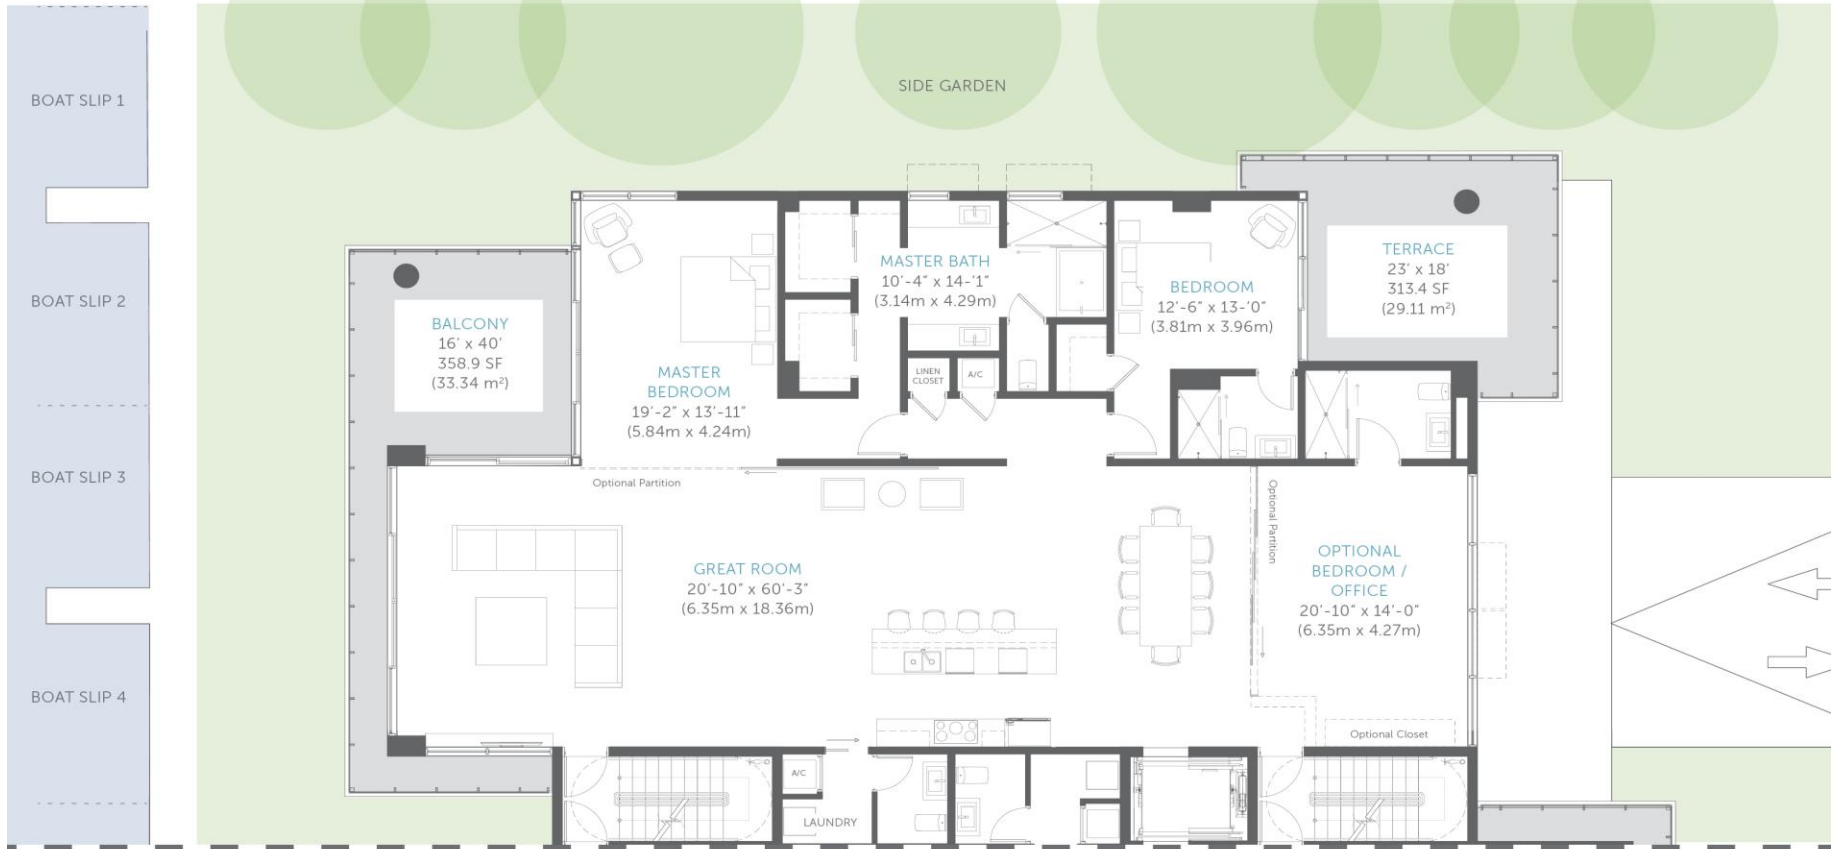 SIDE GARDEN
BOAT SLIP 1
BOAT SLIP 2
BOAT SLIP 3
BOAT SLIP 4
BALCONY
16' x 40'
358.9 SF
(33.34 m²)
MASTER
BEDROOM
19'-2" x 13'-11"
(5.84m x 4.24m)
MASTER BATH
10'-4" x 14-'1"
(3.14m x 4.29m)
LINEN
CLOSET
A/C
BEDROOM
12'-6" x 13-'0"
(3.81m x 3.96m)
TERRACE
23' x 18'
313.4 SF
(29.11 m²)
Optional Partition
GREAT ROOM
20'-10" x 60'-3"
(6.35m x 18.36m)
Optional Partition
OPTIONAL
BEDROOM /
OFFICE
20'-10" x 14'-0"
(6.35m x 4.27m)
Optional Closet
A/C
LAUNDRY